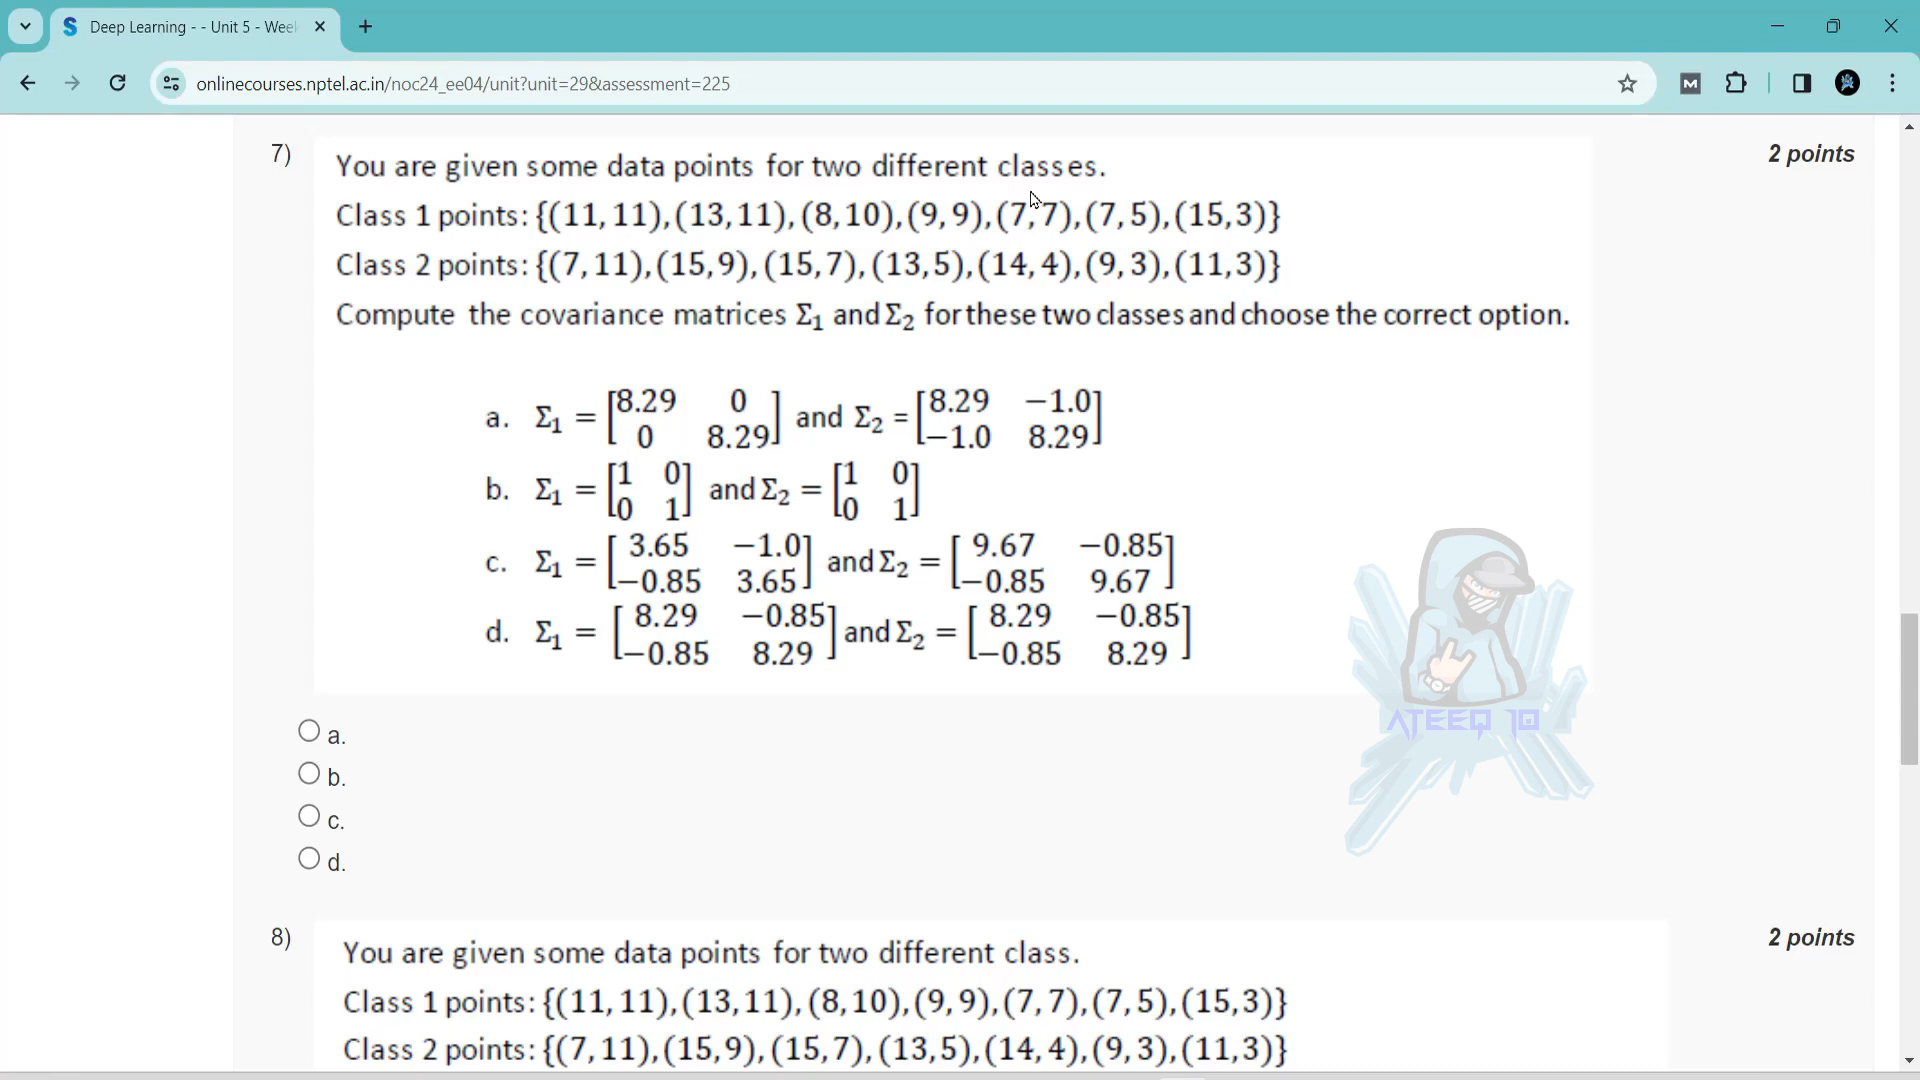 Deep Learning - - Unit 5 - Wee
onlinecourses.nptel.ac.in/noc24_ee04/unit?unit=29&assessment=225
7)
2 points
You are given some data points for two different classes.
Class 1 points: {(11, 11), (13, 11), (8, 10), (9, 9), (7, 7), (7, 5), (15, 3)}
Class 2 points: {(7, 11), (15, 9), (15, 7), (13, 5), (14, 4), (9, 3), (11, 3)}
Compute the covariance matrices Σ₁ and Σ₂ for these two classes and choose the correct option.
a. Σ₁ = [8.29 0; 0 8.29] and Σ₂ = [8.29 −1.0; −1.0 8.29]
b. Σ₁ = [1 0; 0 1] and Σ₂ = [1 0; 0 1]
c. Σ₁ = [3.65 −1.0; −0.85 3.65] and Σ₂ = [9.67 −0.85; −0.85 9.67]
d. Σ₁ = [8.29 −0.85; −0.85 8.29] and Σ₂ = [8.29 −0.85; −0.85 8.29]
ATEEQ 10
a.
b.
c.
d.
8)
2 points
You are given some data points for two different class.
Class 1 points: {(11, 11), (13, 11), (8, 10), (9, 9), (7, 7), (7, 5), (15, 3)}
Class 2 points: {(7, 11), (15, 9), (15, 7), (13, 5), (14, 4), (9, 3), (11, 3)}